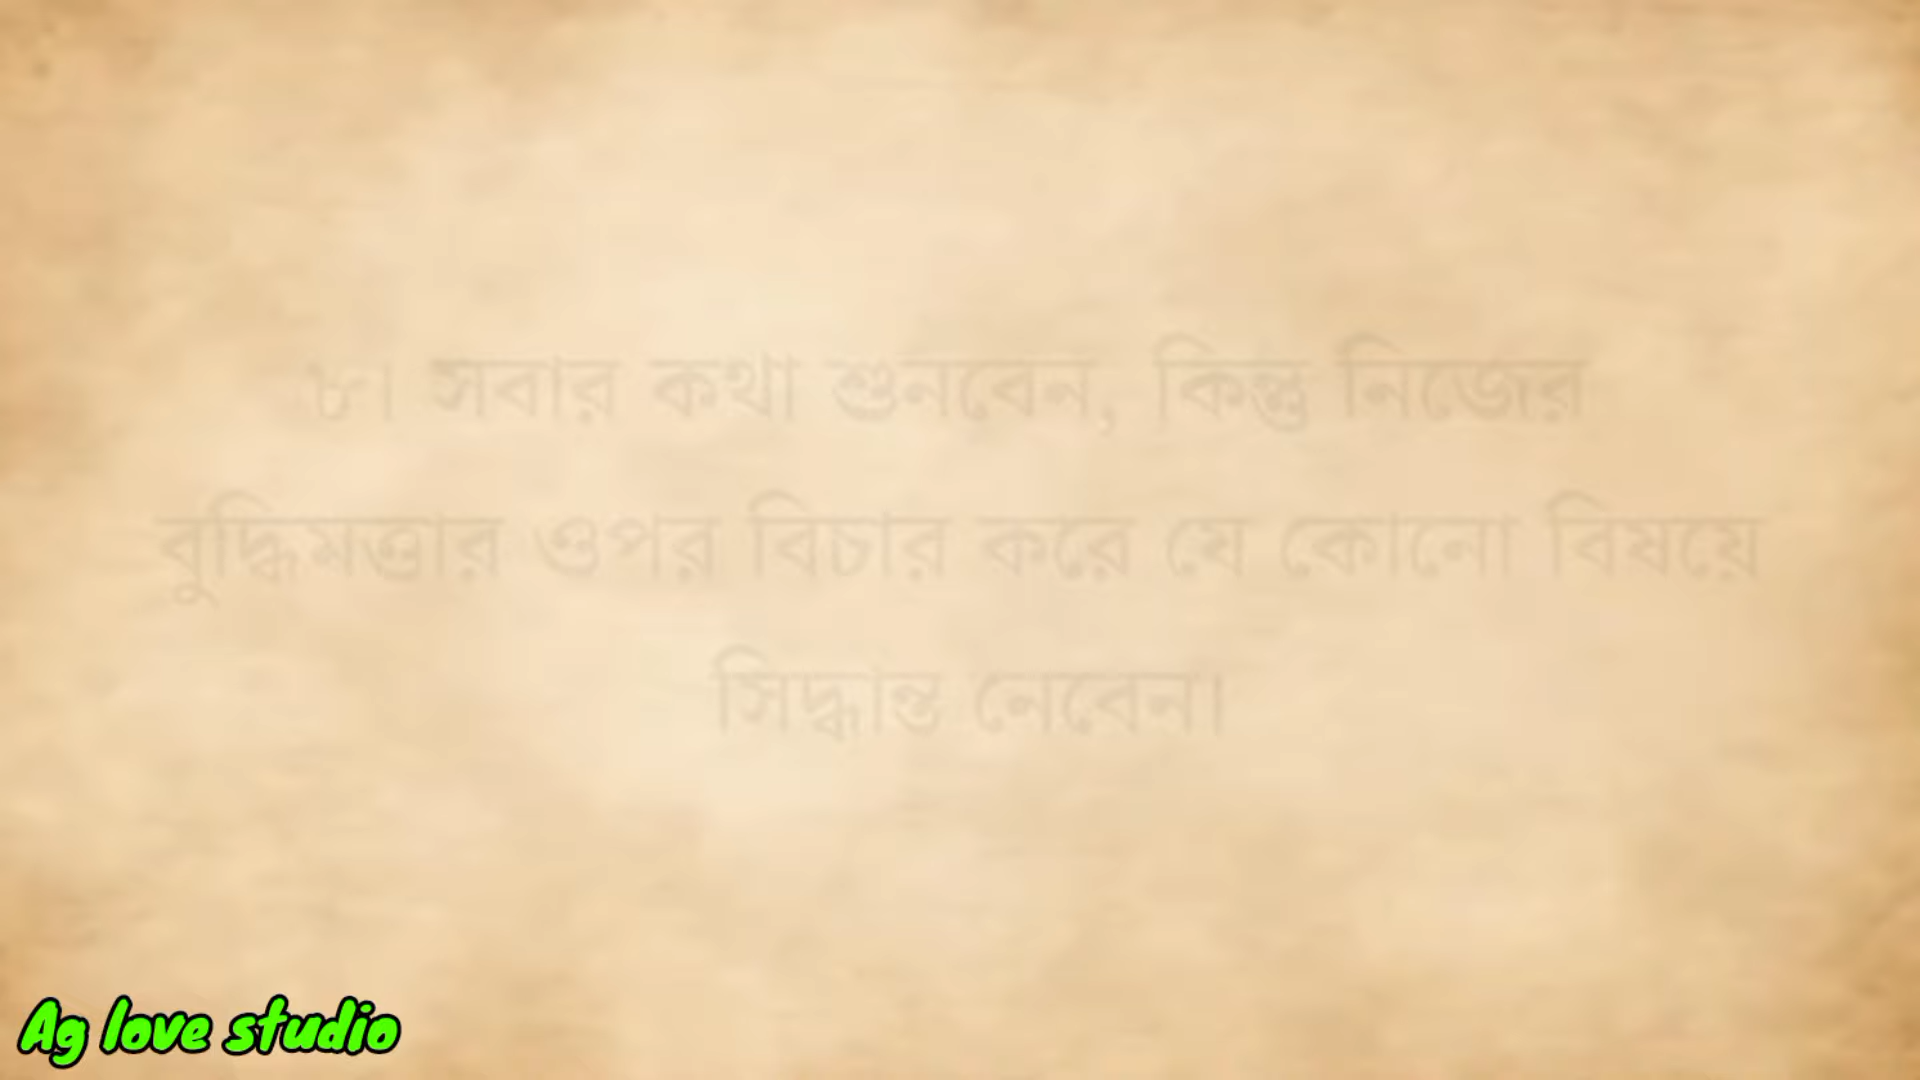 ৮। সবার কথা শুনবেন, কিন্তু নিজের
বুদ্ধিমত্তার ওপর বিচার করে যে কোনো বিষয়ে
সিদ্ধান্ত নেবেন।
Ag love studio